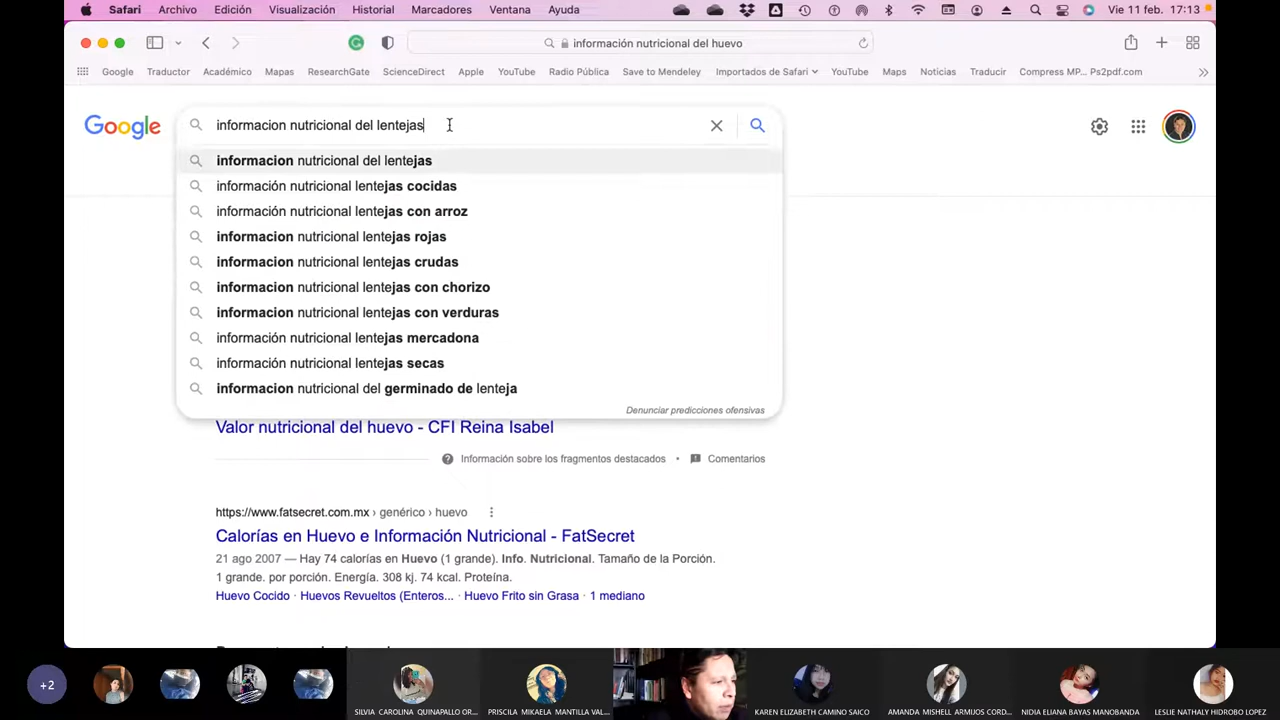 Safari Archivo Edición Visualización Historial Marcadores Ventana Ayuda Vie 11 feb. 17:13
información nutricional del huevo
Google Traductor Académico Mapas ResearchGate ScienceDirect Apple YouTube Radio Pública Save to Mendeley Importados de Safari YouTube Maps Noticias Traducir Compress MP... Ps2pdf.com
Google
informacion nutricional del lentejas
informacion nutricional del lentejas
información nutricional lentejas cocidas
información nutricional lentejas con arroz
informacion nutricional lentejas rojas
informacion nutricional lentejas crudas
informacion nutricional lentejas con chorizo
informacion nutricional lentejas con verduras
información nutricional lentejas mercadona
información nutricional lentejas secas
informacion nutricional del germinado de lenteja
Denunciar predicciones ofensivas
Valor nutricional del huevo - CFI Reina Isabel
Información sobre los fragmentos destacados • Comentarios
https://www.fatsecret.com.mx › genérico › huevo
Calorías en Huevo e Información Nutricional - FatSecret
21 ago 2007 — Hay 74 calorías en Huevo (1 grande). Info. Nutricional. Tamaño de la Porción.
1 grande. por porción. Energía. 308 kj. 74 kcal. Proteína.
Huevo Cocido · Huevos Revueltos (Enteros... · Huevo Frito sin Grasa · 1 mediano
+2
SILVIA CAROLINA QUINAPALLO OR... PRISCILA MIKAELA MANTILLA VAL... KAREN ELIZABETH CAMINO SAICO AMANDA MISHELL ARMIJOS CORD... NIDIA ELIANA BAYAS MANOBANDA LESLIE NATHALY HIDROBO LOPEZ